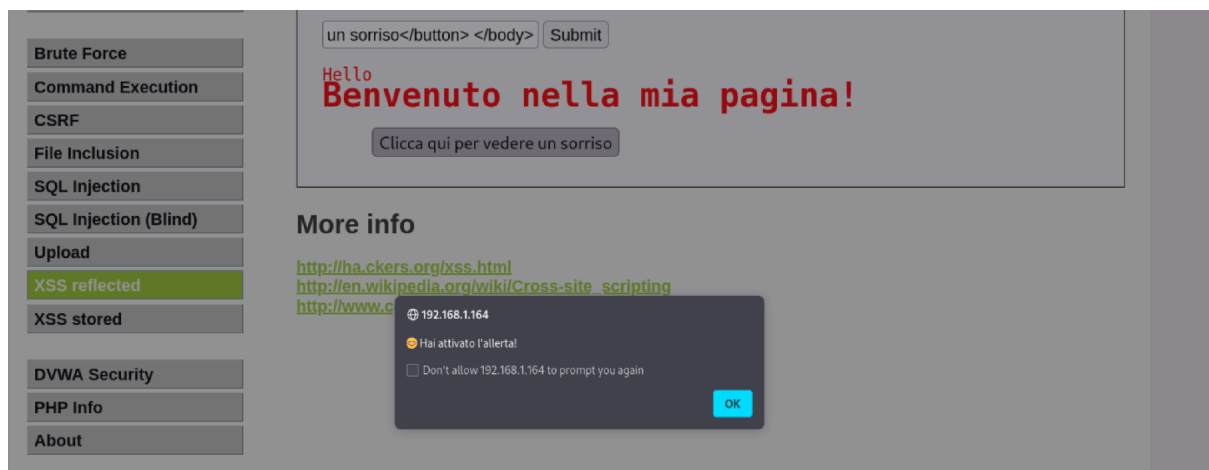 Brute Force
Command Execution
CSRF
File Inclusion
SQL Injection
SQL Injection (Blind)
Upload
XSS reflected
XSS stored
DVWA Security
PHP Info
About
un sorriso</button> </body> Submit
Hello
Benvenuto nella mia pagina!
Clicca qui per vedere un sorriso
More info
http://ha.ckers.org/xss.html
http://en.wikipedia.org/wiki/Cross-site_scripting
http://www.c
192.168.1.164
😊 Hai attivato l'allerta!
Don't allow 192.168.1.164 to prompt you again
OK